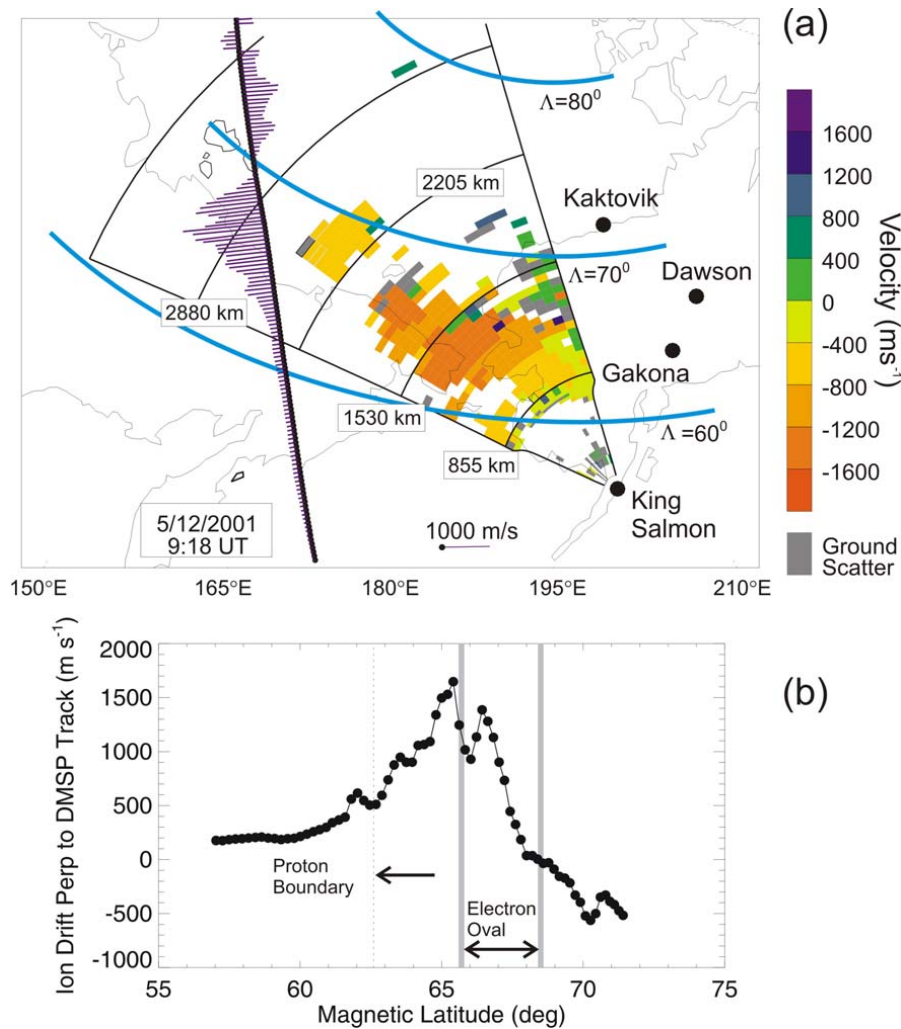 (a)
Λ=80⁰
2205 km
Kaktovik
Λ=70⁰
Dawson
2880 km
Gakona
1530 km
Λ =60⁰
855 km
King
Salmon
5/12/2001
9:18 UT
1000 m/s
150°E
165°E
180°E
195°E
210°E
1600
1200
800
400
0
-400
-800
-1200
-1600
Velocity (ms⁻¹)
Ground
Scatter
(b)
Ion Drift Perp to DMSP Track (m s⁻¹)
2000
1500
1000
500
0
-500
-1000
Proton
Boundary
Electron
Oval
55
60
65
70
75
Magnetic Latitude (deg)